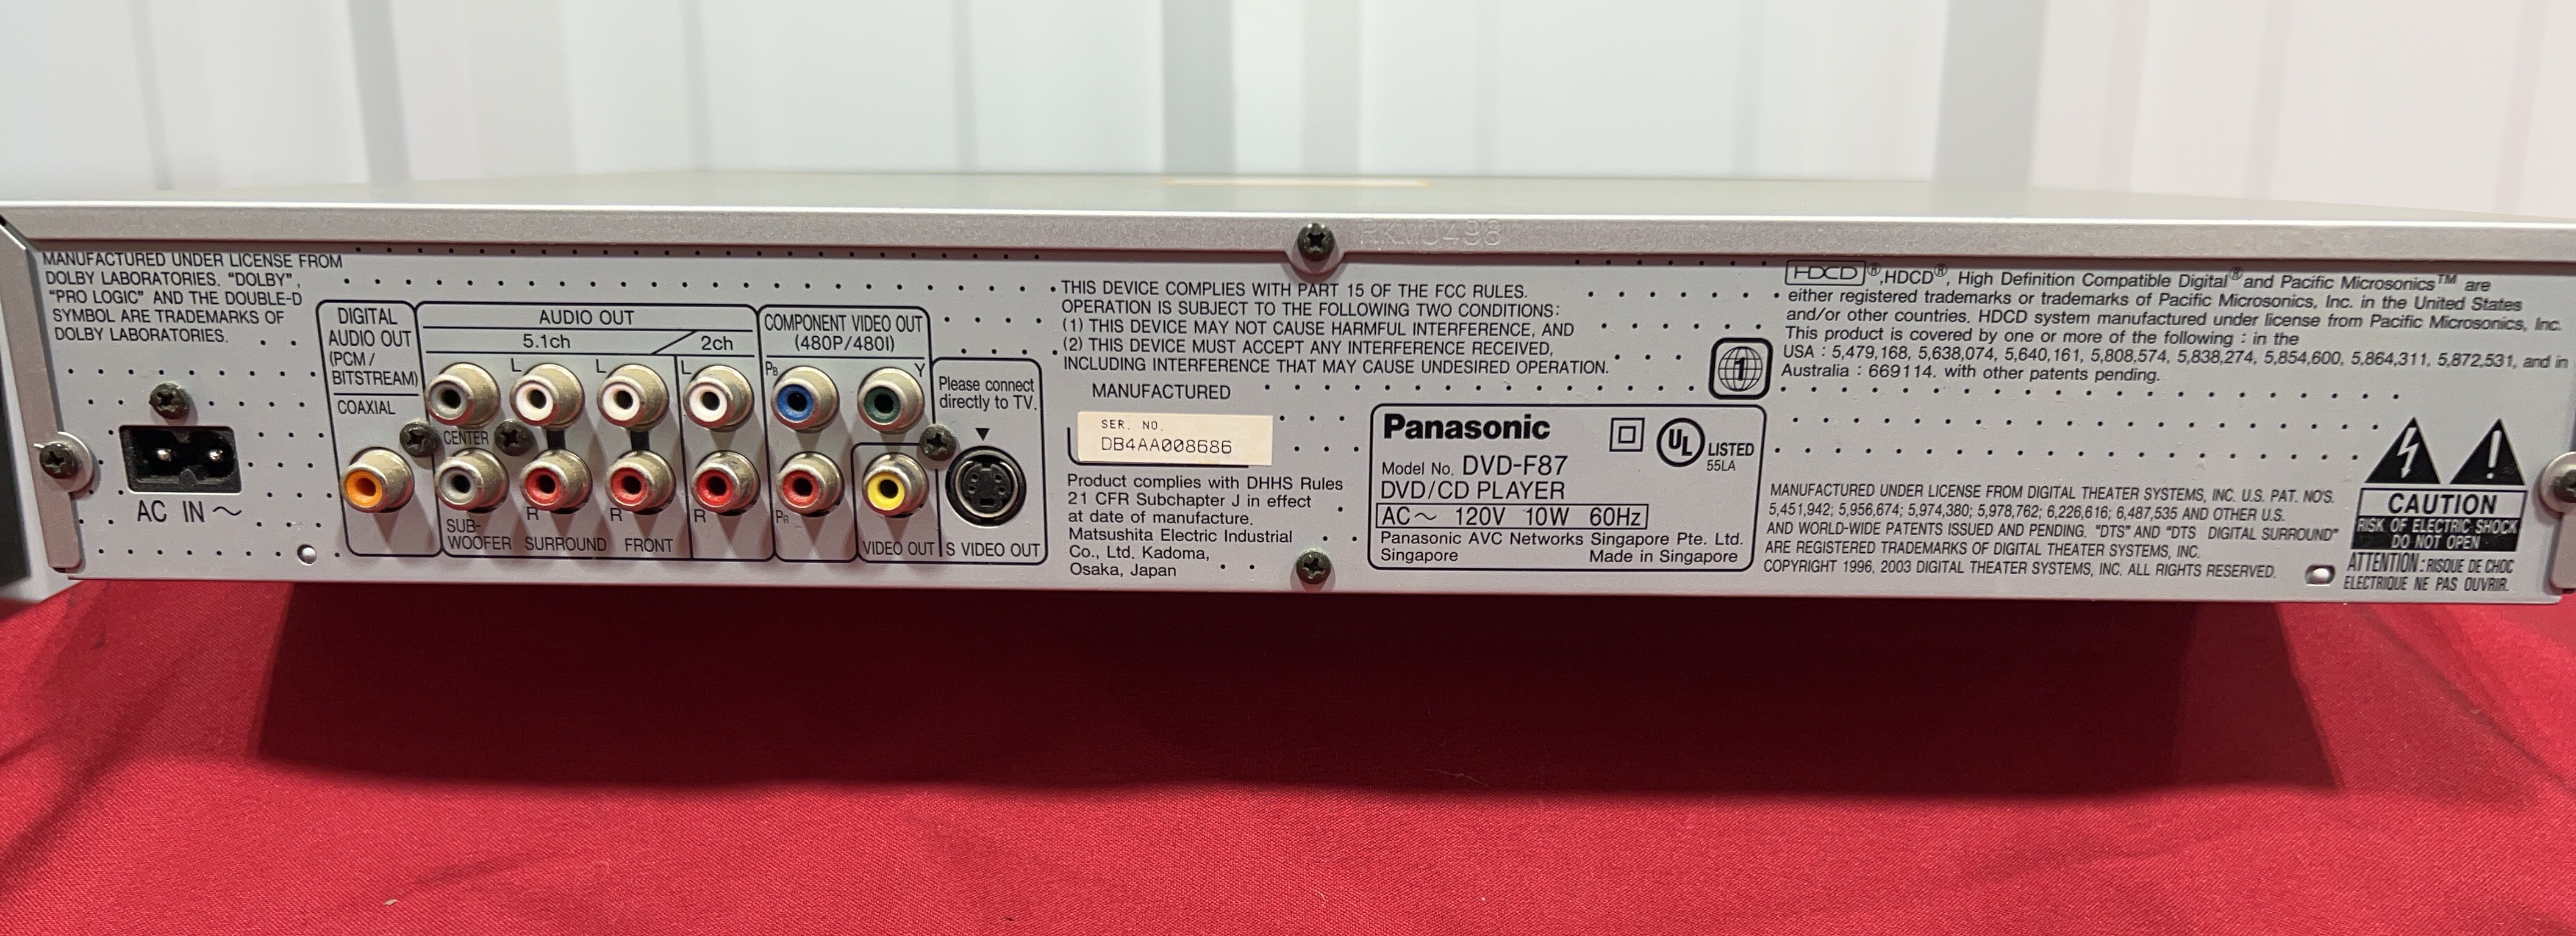 RKM0498
MANUFACTURED UNDER LICENSE FROM
DOLBY LABORATORIES. "DOLBY",
"PRO LOGIC" AND THE DOUBLE-D
SYMBOL ARE TRADEMARKS OF
DOLBY LABORATORIES.
AC IN ~
DIGITAL
AUDIO OUT
(PCM /
BITSTREAM)
COAXIAL
AUDIO OUT
5.1ch
2ch
L
L
L
CENTER
SUB-
WOOFER
R
SURROUND
R
FRONT
R
COMPONENT VIDEO OUT
(480P/480I)
PB
Y
PR
VIDEO OUT
Please connect
directly to TV.
S VIDEO OUT
THIS DEVICE COMPLIES WITH PART 15 OF THE FCC RULES.
OPERATION IS SUBJECT TO THE FOLLOWING TWO CONDITIONS:
(1) THIS DEVICE MAY NOT CAUSE HARMFUL INTERFERENCE, AND
(2) THIS DEVICE MUST ACCEPT ANY INTERFERENCE RECEIVED,
INCLUDING INTERFERENCE THAT MAY CAUSE UNDESIRED OPERATION.
MANUFACTURED
SER. NO.
DB4AA008686
Product complies with DHHS Rules
21 CFR Subchapter J in effect
at date of manufacture.
Matsushita Electric Industrial
Co., Ltd. Kadoma,
Osaka, Japan
1
Panasonic
UL LISTED
55LA
Model No. DVD-F87
DVD/CD PLAYER
AC~ 120V 10W 60Hz
Panasonic AVC Networks Singapore Pte. Ltd.
Singapore Made in Singapore
HDCD®, HDCD®, High Definition Compatible Digital® and Pacific Microsonics™ are
either registered trademarks or trademarks of Pacific Microsonics, Inc. in the United States
and/or other countries. HDCD system manufactured under license from Pacific Microsonics, Inc.
This product is covered by one or more of the following : in the
USA : 5,479,168, 5,638,074, 5,640,161, 5,808,574, 5,838,274, 5,854,600, 5,864,311, 5,872,531, and in
Australia : 669114. with other patents pending.
MANUFACTURED UNDER LICENSE FROM DIGITAL THEATER SYSTEMS, INC. U.S. PAT. NO'S.
5,451,942; 5,956,674; 5,974,380; 5,978,762; 6,226,616; 6,487,535 AND OTHER U.S.
AND WORLD-WIDE PATENTS ISSUED AND PENDING. "DTS" AND "DTS DIGITAL SURROUND"
ARE REGISTERED TRADEMARKS OF DIGITAL THEATER SYSTEMS, INC.
COPYRIGHT 1996, 2003 DIGITAL THEATER SYSTEMS, INC. ALL RIGHTS RESERVED.
CAUTION
RISK OF ELECTRIC SHOCK
DO NOT OPEN
ATTENTION : RISQUE DE CHOC
ELECTRIQUE NE PAS OUVRIR.